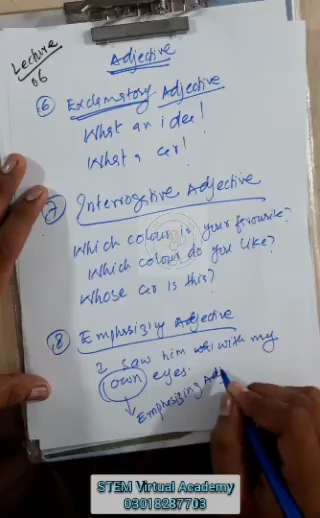 Lecture
06
Adjective
6 Exclamatory Adjective
What an idea!
What a car!
7 Interrogative Adjective
Which colour is your favourite?
Which colour do you like?
Whose car is this?
8 Emphasizing Adjective
I saw him with my
own eyes.
Emphasizing Adj
STEM Virtual Academy
03018287703